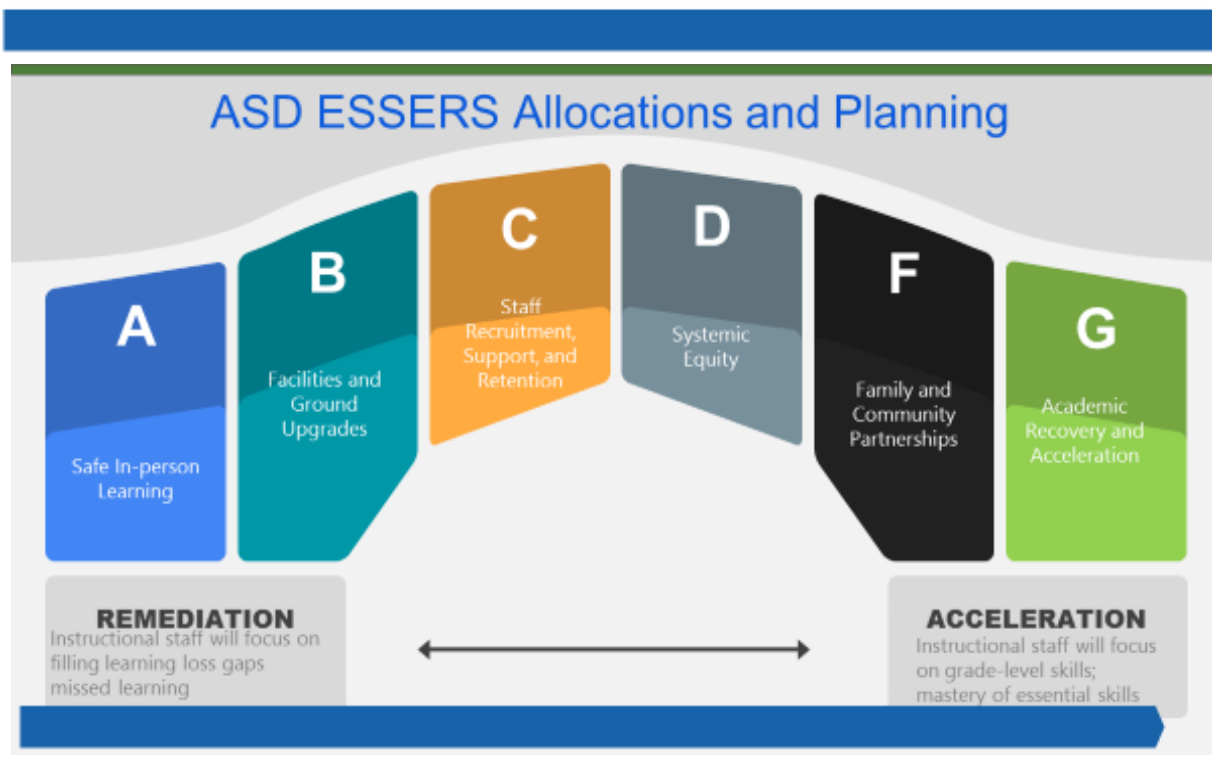 ASD ESSERS Allocations and Planning
A
Safe In-person
Learning
B
Facilities and
Ground
Upgrades
C
Staff
Recruitment,
Support, and
Retention
D
Systemic
Equity
F
Family and
Community
Partnerships
G
Academic
Recovery and
Acceleration
REMEDIATION
Instructional staff will focus on
filling learning loss gaps
missed learning
ACCELERATION
Instructional staff will focus
on grade-level skills;
mastery of essential skills